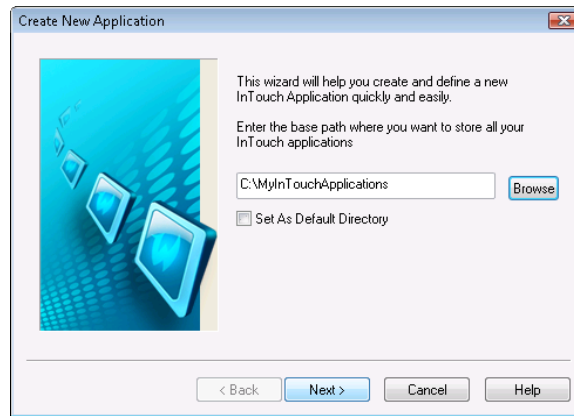 Create New Application
This wizard will help you create and define a new
InTouch Application quickly and easily.
Enter the base path where you want to store all your
InTouch applications
C:\MyInTouchApplications
Browse
Set As Default Directory
< Back
Next >
Cancel
Help